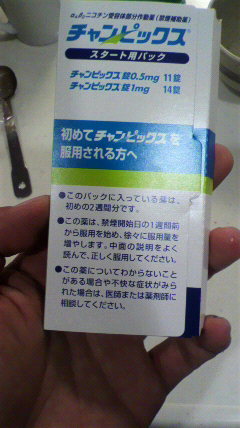 α₄β₂ニコチン受容体部分作動薬(禁煙補助薬)
チャンピックス
スタート用パック
チャンピックス錠0.5mg 11錠
チャンピックス錠1mg 14錠
初めてチャンピックスを
服用される方へ
●このパックに入っている薬は、
初めの2週間分です。
●この薬は、禁煙開始日の1週間前
から服用を始め、徐々に服用量を
増やします。中面の説明をよく
読んで、正しく服用してください。
●この薬についてわからないこと
がある場合や不快な症状がみら
れた場合は、医師または薬剤師に
相談してください。